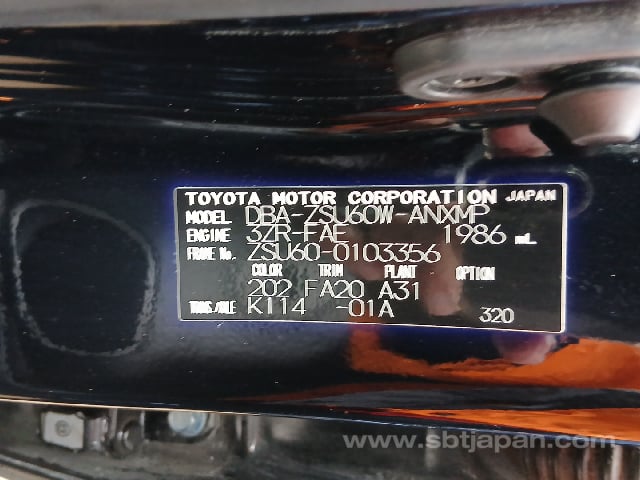 TOYOTA MOTOR CORPORATION JAPAN
MODEL DBA-ZSU60W-ANXMP
ENGINE 3ZR-FAE 1986 mL
FRAME No. ZSU60-0103356
COLOR TRIM PLANT OPTION
202 FA20 A31
TRANS/AXLE K114 -01A 320
www.sbtjapan.com